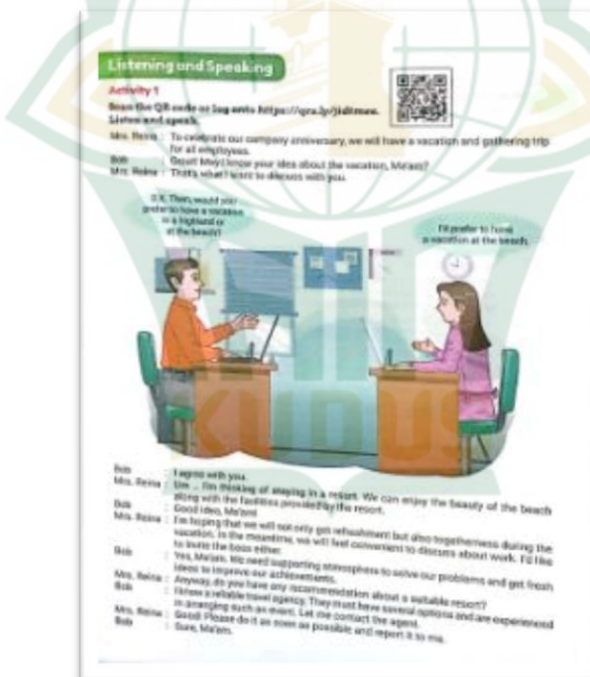 Listening and Speaking
Activity 1
Scan the QR code or log onto
Listen and speak.
Mrs. Reina : To celebrate our company anniversary, we will have a vacation and gathering trip
for all employees.
Bob : Great! May I know your idea about the vacation, Ma'am?
Mrs. Reina : That's what I want to discuss with you.
O.K. Then, would you
prefer to have a vacation
in a highland or
at the beach?
I'd prefer to have
a vacation at the beach.
Bob : I agree with you.
Mrs. Reina : Um ... I'm thinking of staying in a resort. We can enjoy the beauty of the beach
along with the facilities provided by the resort.
Bob : Good idea, Ma'am!
Mrs. Reina : I'm hoping that we will not only get refreshment but also togetherness during the
vacation. In the meantime, we will feel convenient to discuss about work. I'd like
to invite the boss either.
Bob : Yes, Ma'am. We need supporting atmosphere to solve our problems and get fresh
ideas to improve our achievements.
Mrs. Reina : Anyway, do you have any recommendation about a suitable resort?
Bob : I know a reliable travel agency. They must have several options and are experienced
in arranging such an event. Let me contact the agent.
Mrs. Reina : Good! Please do it as soon as possible and report it to me.
Bob : Sure, Ma'am.
KUDUS